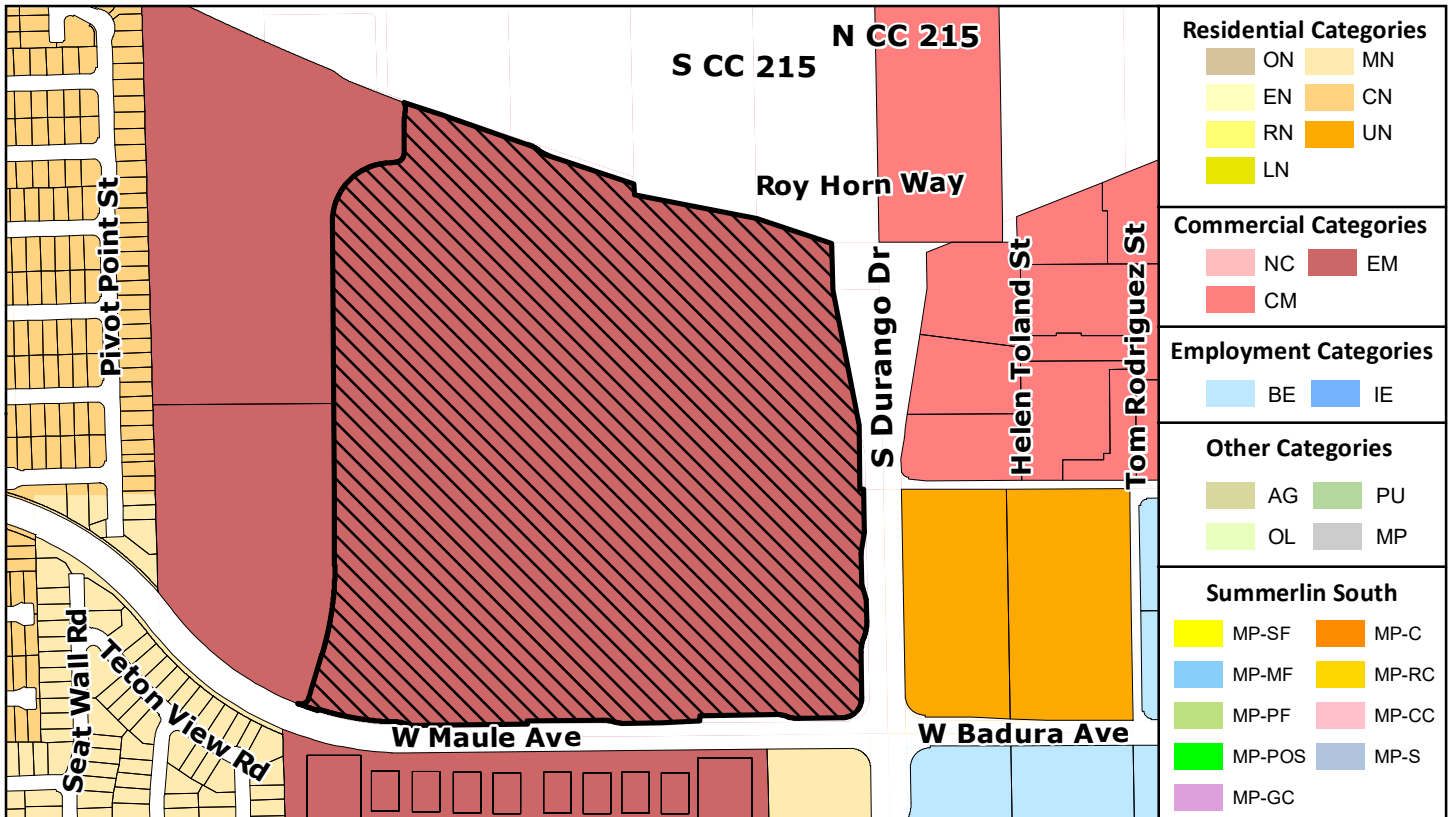 N CC 215
S CC 215
Roy Horn Way
Pivot Point St
S Durango Dr
Helen Toland St
Tom Rodriguez St
Seat Wall Rd
Teton View Rd
W Maule Ave
W Badura Ave
Residential Categories
ON MN
EN CN
RN UN
LN
Commercial Categories
NC EM
CM
Employment Categories
BE IE
Other Categories
AG PU
OL MP
Summerlin South
MP-SF MP-C
MP-MF MP-RC
MP-PF MP-CC
MP-POS MP-S
MP-GC